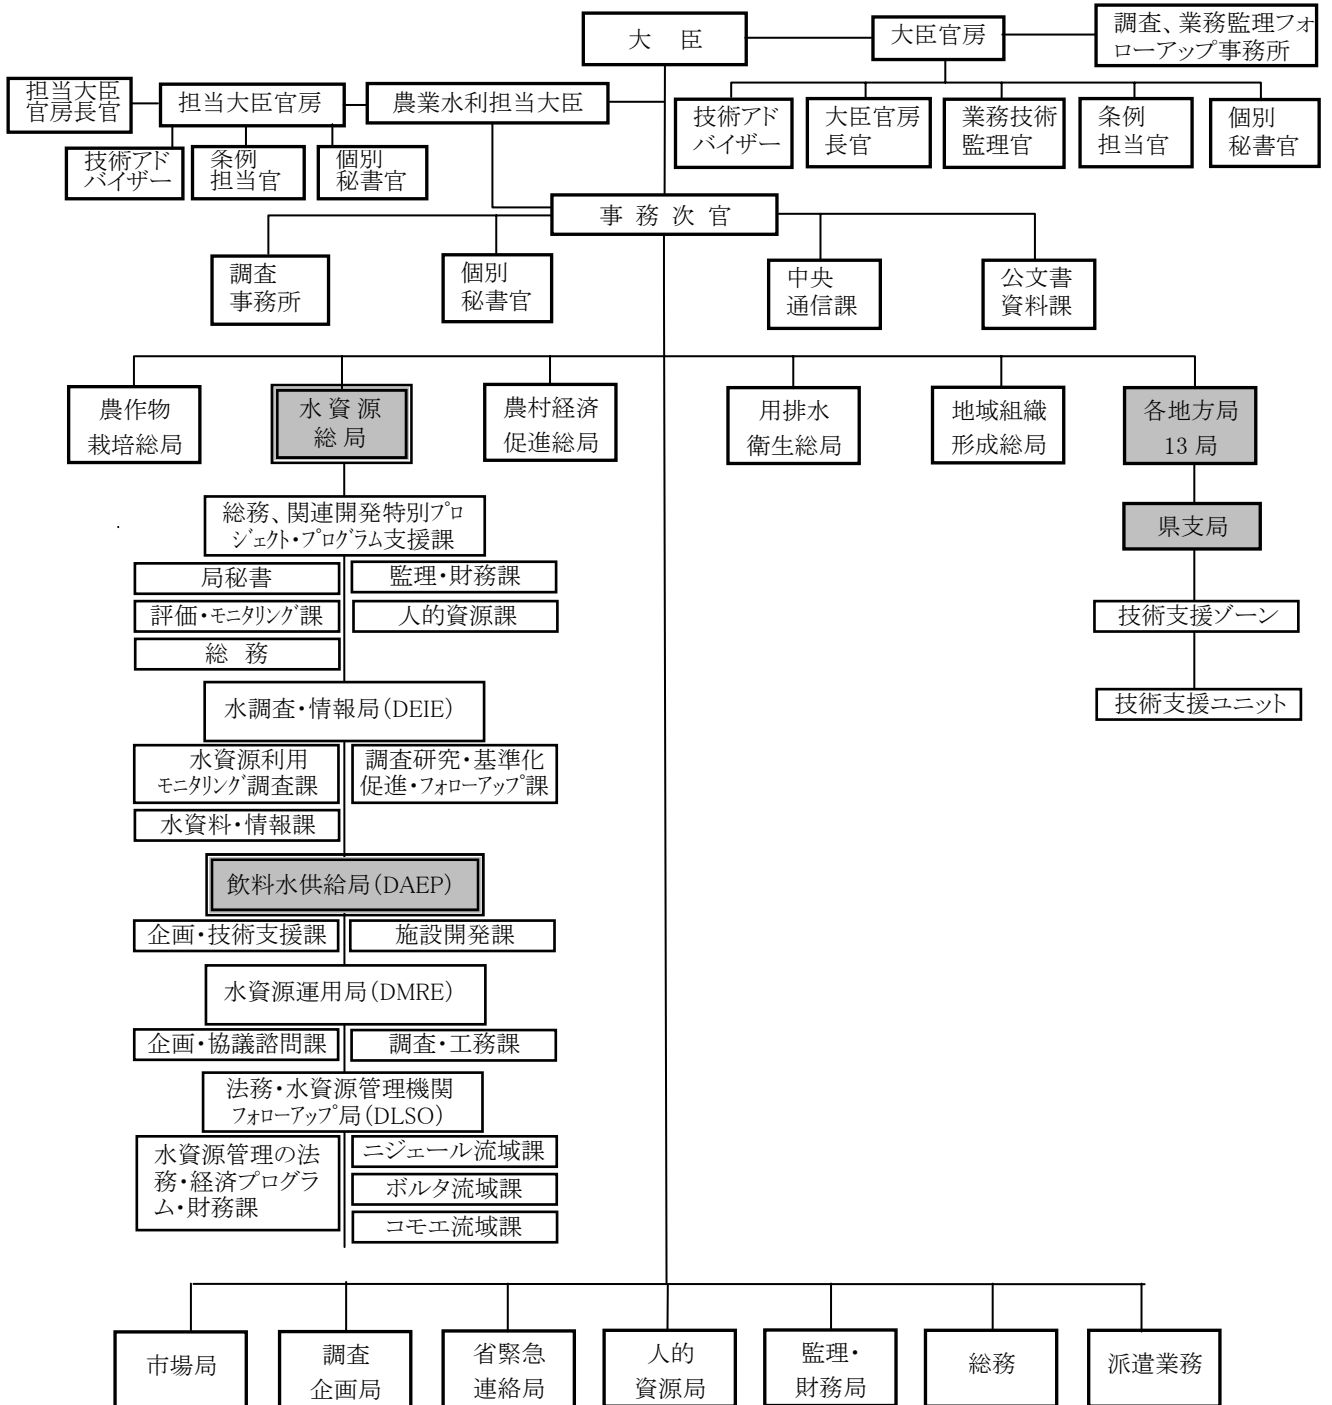 大　臣
大臣官房
調査、業務監理フォ
ローアップ事務所
担当大臣
官房長官
担当大臣官房
農業水利担当大臣
技術アド
バイザー
大臣官房
長官
業務技術
監理官
条例
担当官
個別
秘書官
技術アド
バイザー
条例
担当官
個別
秘書官
事 務 次 官
調査
事務所
個別
秘書官
中央
通信課
公文書
資料課
農作物
栽培総局
水 資 源
総 局
農村経済
促進総局
用排水
衛生総局
地域組織
形成総局
各地方局
13 局
総務、関連開発特別プロ
ジェクト・プログラム支援課
県支局
局秘書
監理・財務課
評価・モニタリング課
人的資源課
技術支援ゾーン
総　務
水調査・情報局(DEIE)
技術支援ユニット
水資源利用
モニタリング調査課
調査研究・基準化
促進・フォローアップ課
水資料・情報課
飲料水供給局(DAEP)
企画・技術支援課
施設開発課
水資源運用局(DMRE)
企画・協議諮問課
調査・工務課
法務・水資源管理機関
フォローアップ局(DLSO)
水資源管理の法
務・経済プログラ
ム・財務課
ニジェール流域課
ボルタ流域課
コモエ流域課
市場局
調査
企画局
省緊急
連絡局
人的
資源局
監理・
財務局
総務
派遣業務